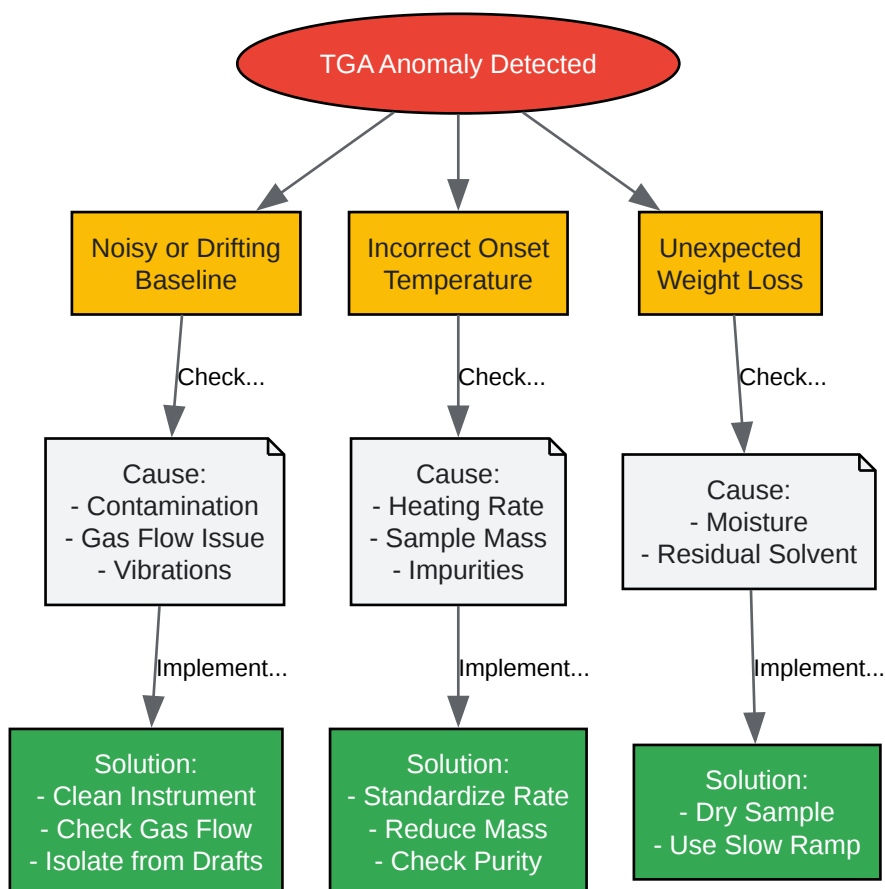 TGA Anomaly Detected
Noisy or Drifting
Baseline
Incorrect Onset
Temperature
Unexpected
Weight Loss
Check...
Check...
Check...
Cause:
- Contamination
- Gas Flow Issue
- Vibrations
Cause:
- Heating Rate
- Sample Mass
- Impurities
Cause:
- Moisture
- Residual Solvent
Implement...
Implement...
Implement...
Solution:
- Clean Instrument
- Check Gas Flow
- Isolate from Drafts
Solution:
- Standardize Rate
- Reduce Mass
- Check Purity
Solution:
- Dry Sample
- Use Slow Ramp